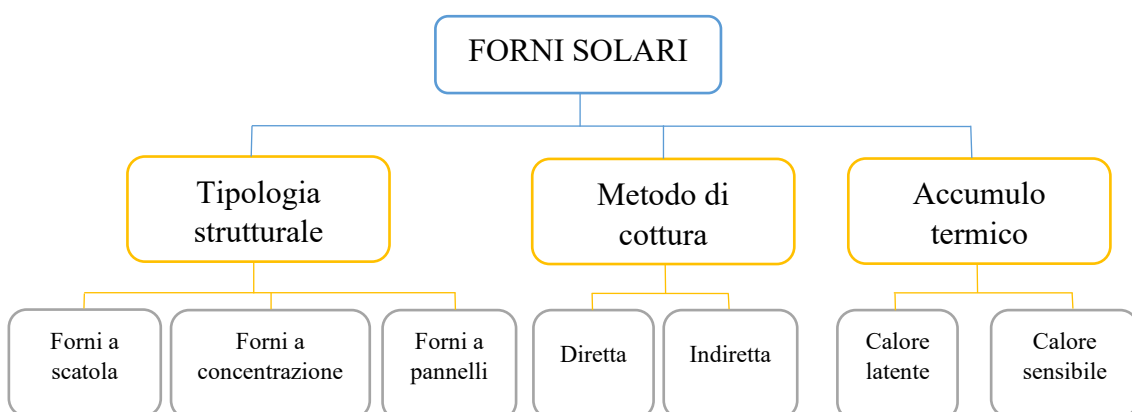 FORNI SOLARI
Tipologia
strutturale
Metodo di
cottura
Accumulo
termico
Forni a
scatola
Forni a
concentrazione
Forni a
pannelli
Diretta
Indiretta
Calore
latente
Calore
sensibile